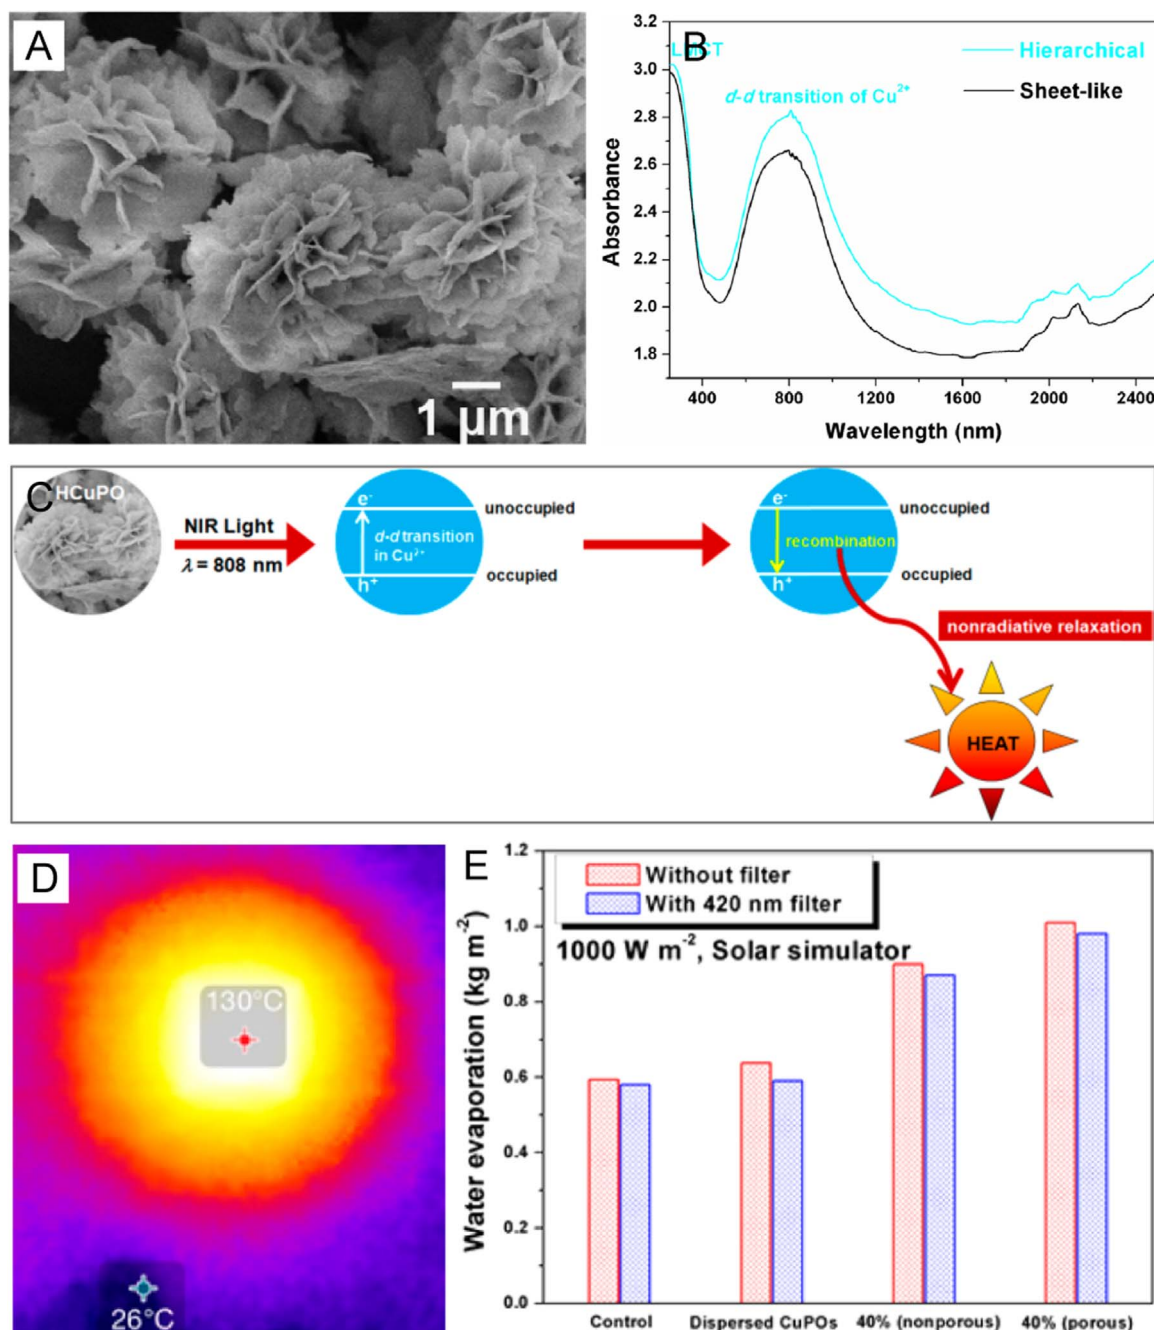 A
1 μm
B
LMCT
d-d transition of Cu²⁺
Hierarchical
Sheet-like
3.2
3.0
2.8
2.6
2.4
2.2
2.0
1.8
Absorbance
400 800 1200 1600 2000 2400
Wavelength (nm)
C
HCuPO
NIR Light
λ = 808 nm
e⁻
unoccupied
d-d transition
in Cu²⁺
h⁺
occupied
e⁻
unoccupied
recombination
h⁺
occupied
nonradiative relaxation
HEAT
D
130°C
26°C
E
Without filter
With 420 nm filter
1000 W m⁻², Solar simulator
1.2
1.0
0.8
0.6
0.4
0.2
0.0
Water evaporation (kg m⁻²)
Control Dispersed CuPOs 40% (nonporous) 40% (porous)